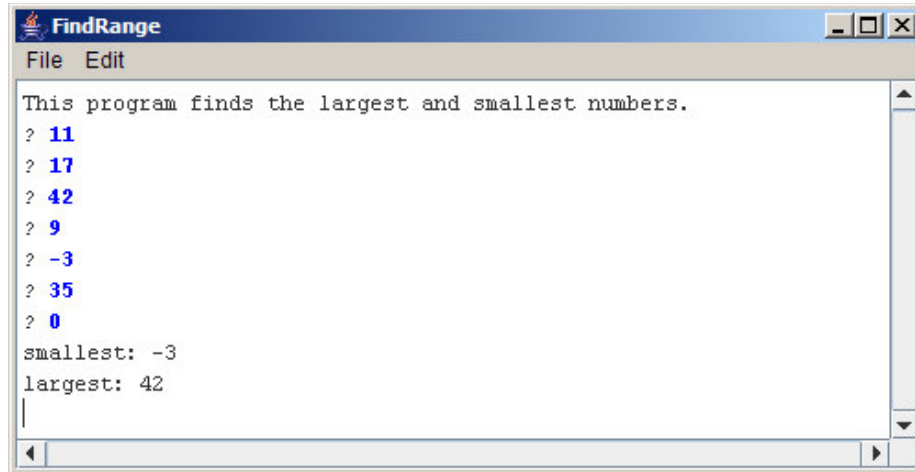 FindRange
File Edit
This program finds the largest and smallest numbers.
? 11
? 17
? 42
? 9
? -3
? 35
? 0
smallest: -3
largest: 42